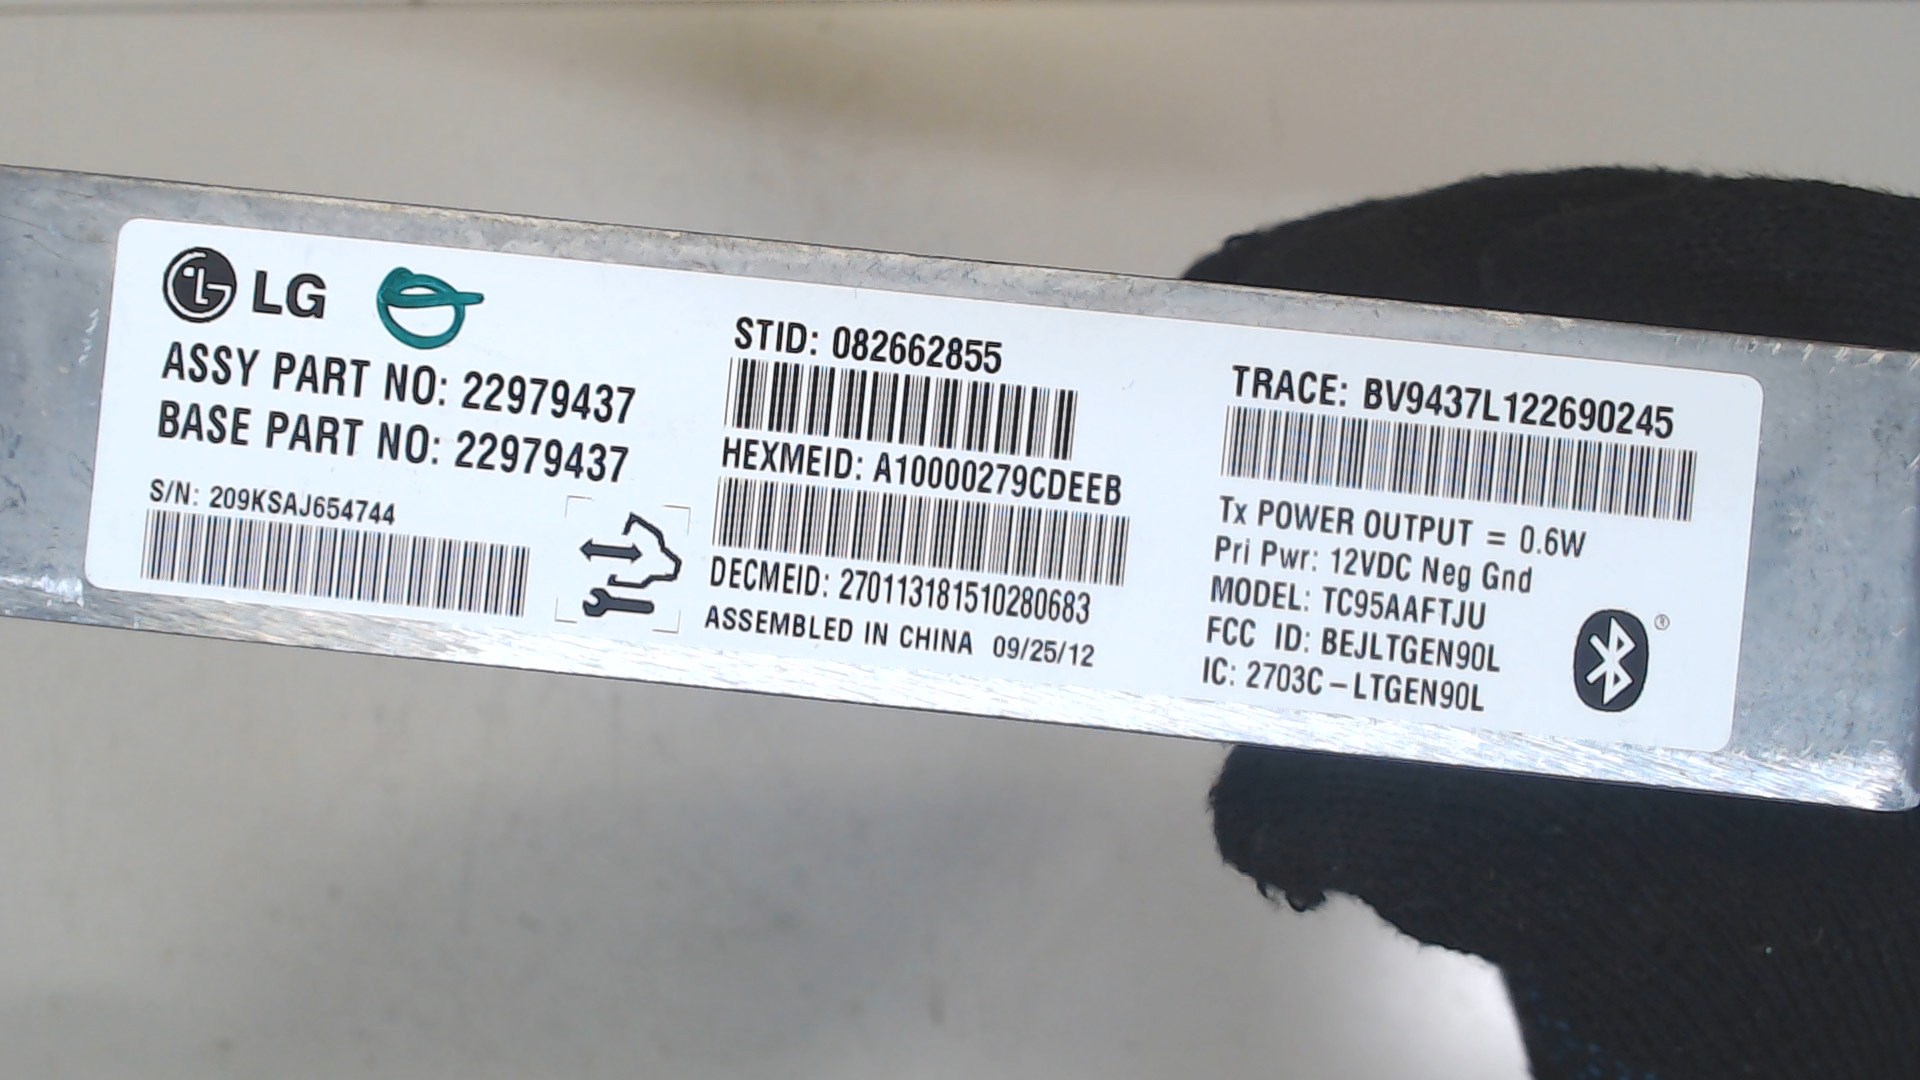 LG
ASSY PART NO: 22979437
BASE PART NO: 22979437
S/N: 209KSAJ654744
STID: 082662855
HEXMEID: A10000279CDEEB
DECMEID: 270113181510280683
ASSEMBLED IN CHINA 09/25/12
TRACE: BV9437L122690245
Tx POWER OUTPUT = 0.6W
Pri Pwr: 12VDC Neg Gnd
MODEL: TC95AAFTJU
FCC ID: BEJLTGEN90L
IC: 2703C-LTGEN90L
®